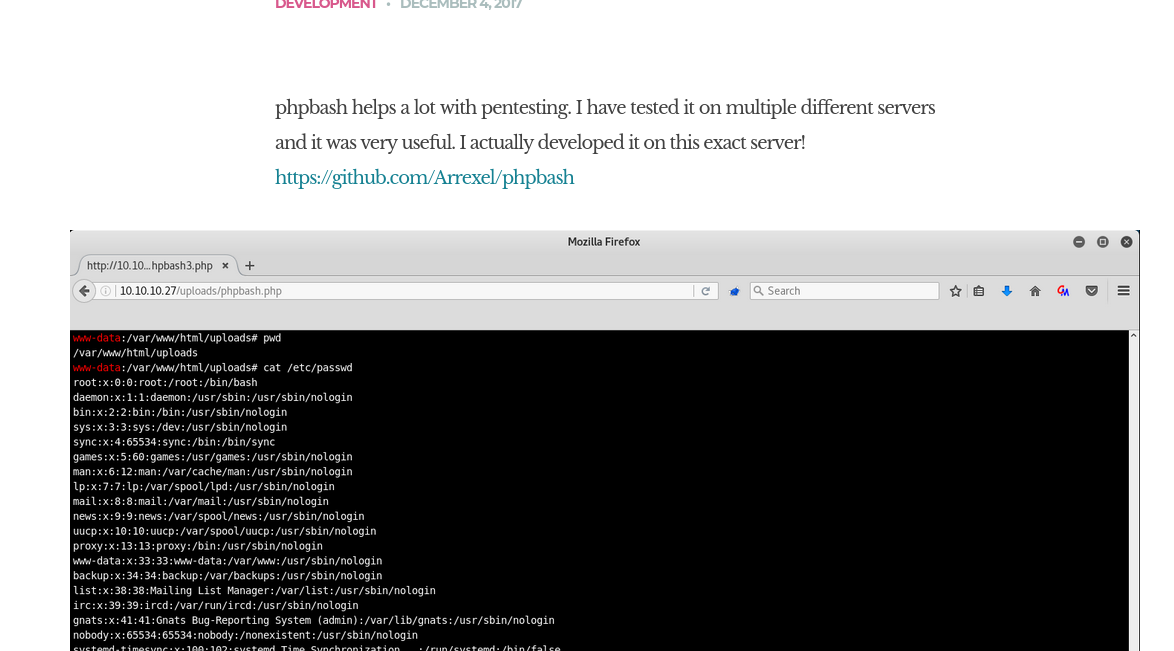 DEVELOPMENT • DECEMBER 4, 2017
phpbash helps a lot with pentesting. I have tested it on multiple different servers
and it was very useful. I actually developed it on this exact server!
https://github.com/Arrexel/phpbash
Mozilla Firefox
http://10.10...hpbash3.php
10.10.10.27/uploads/phpbash.php
Search
www-data:/var/www/html/uploads# pwd
/var/www/html/uploads
www-data:/var/www/html/uploads# cat /etc/passwd
root:x:0:0:root:/root:/bin/bash
daemon:x:1:1:daemon:/usr/sbin:/usr/sbin/nologin
bin:x:2:2:bin:/bin:/usr/sbin/nologin
sys:x:3:3:sys:/dev:/usr/sbin/nologin
sync:x:4:65534:sync:/bin:/bin/sync
games:x:5:60:games:/usr/games:/usr/sbin/nologin
man:x:6:12:man:/var/cache/man:/usr/sbin/nologin
lp:x:7:7:lp:/var/spool/lpd:/usr/sbin/nologin
mail:x:8:8:mail:/var/mail:/usr/sbin/nologin
news:x:9:9:news:/var/spool/news:/usr/sbin/nologin
uucp:x:10:10:uucp:/var/spool/uucp:/usr/sbin/nologin
proxy:x:13:13:proxy:/bin:/usr/sbin/nologin
www-data:x:33:33:www-data:/var/www:/usr/sbin/nologin
backup:x:34:34:backup:/var/backups:/usr/sbin/nologin
list:x:38:38:Mailing List Manager:/var/list:/usr/sbin/nologin
irc:x:39:39:ircd:/var/run/ircd:/usr/sbin/nologin
gnats:x:41:41:Gnats Bug-Reporting System (admin):/var/lib/gnats:/usr/sbin/nologin
nobody:x:65534:65534:nobody:/nonexistent:/usr/sbin/nologin
systemd-timesync:x:100:102:systemd Time Synchronization,,,:/run/systemd:/bin/false